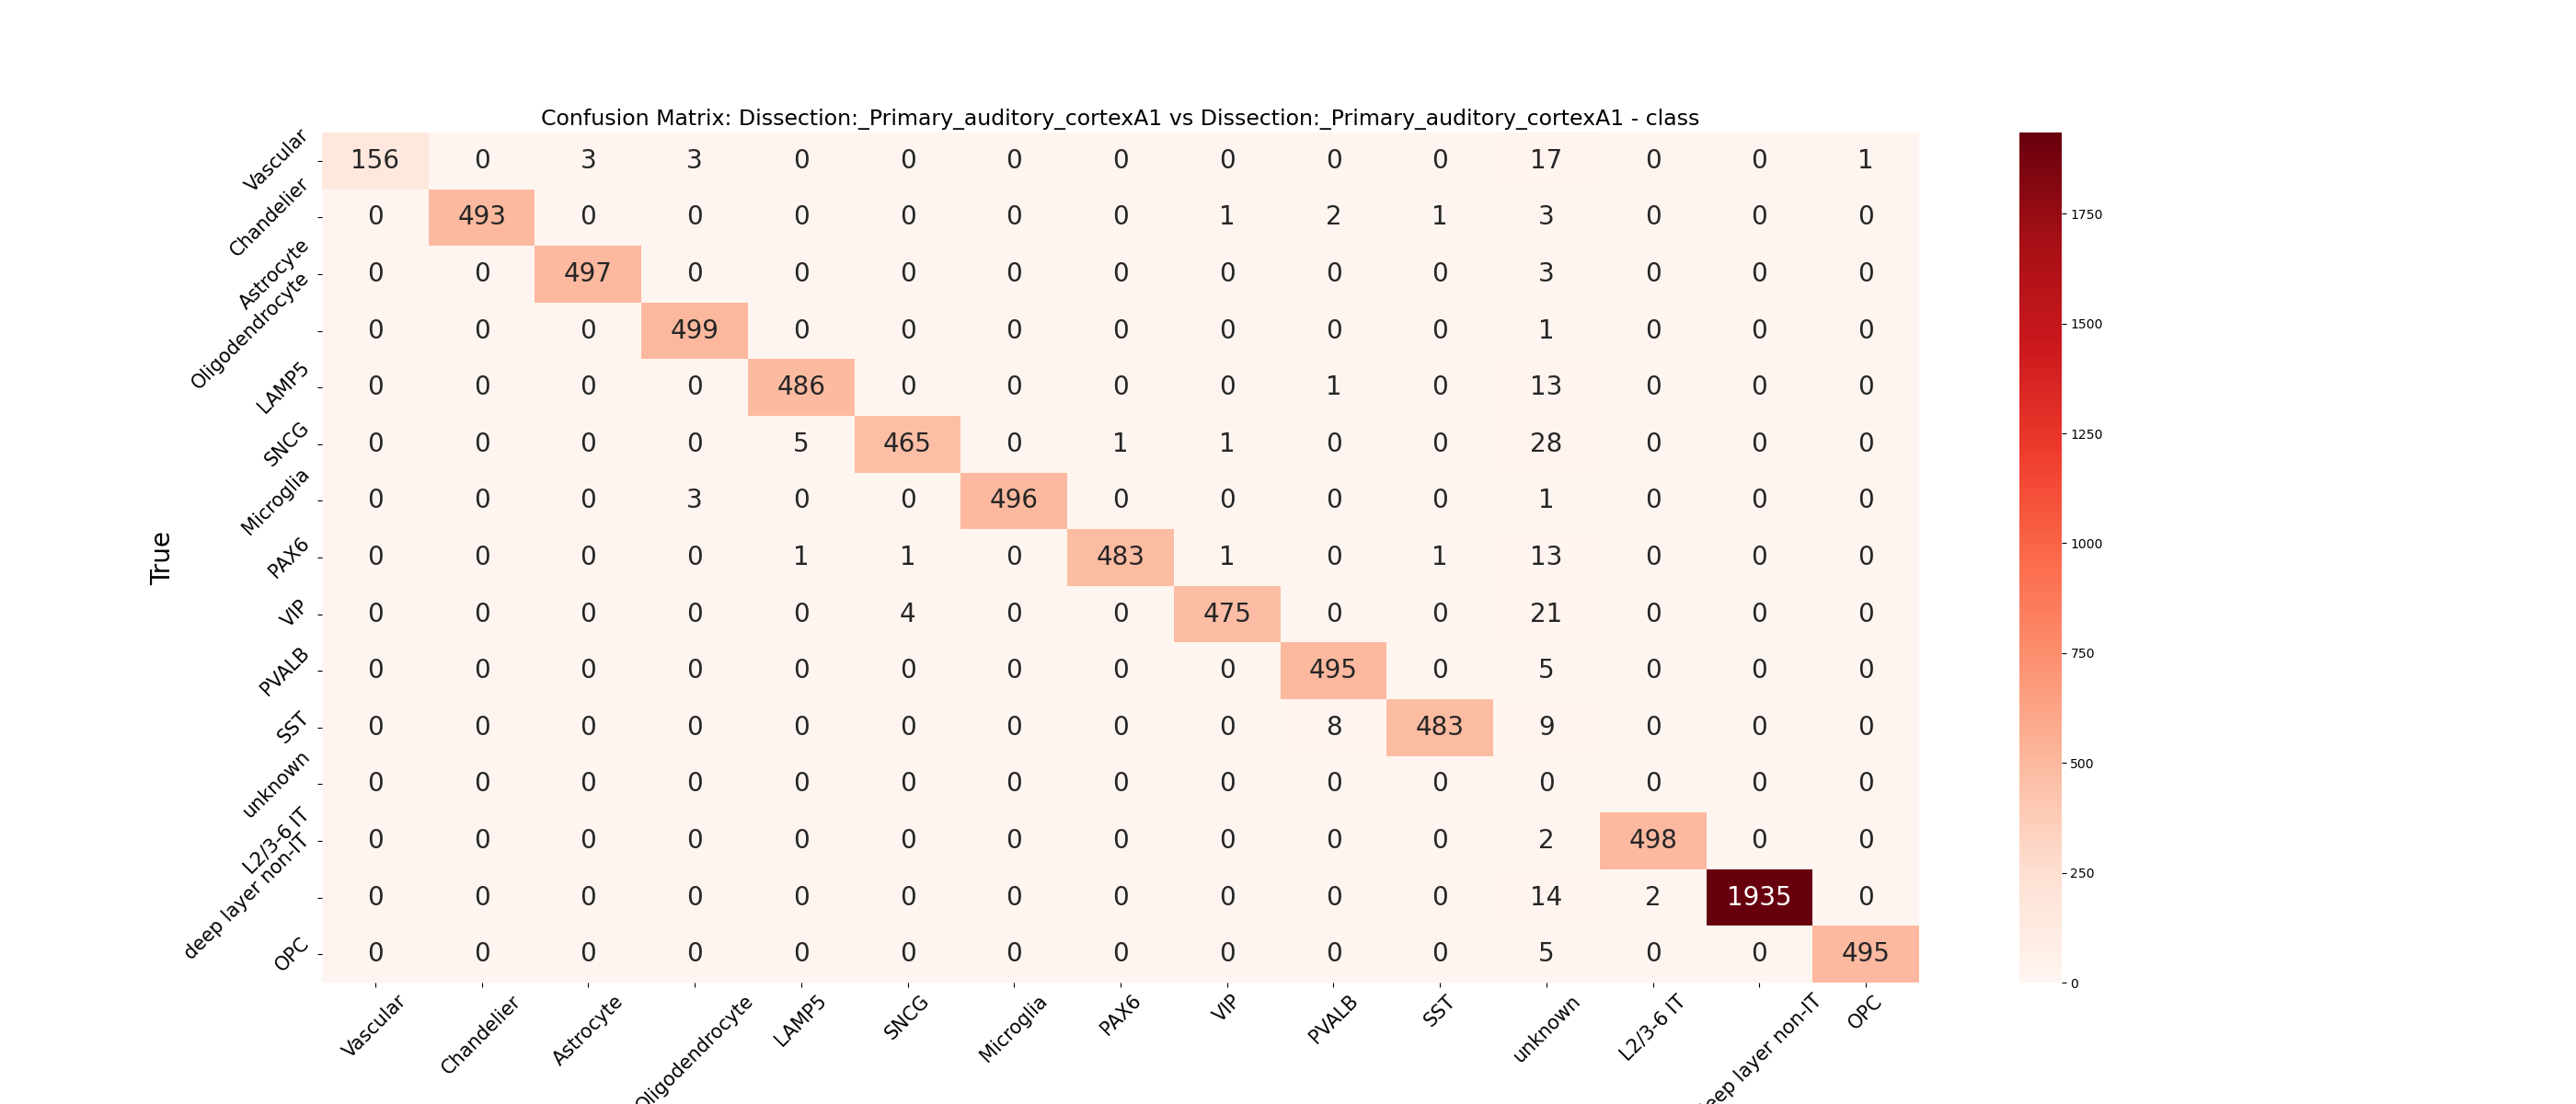 Confusion Matrix: Dissection:_Primary_auditory_cortexA1 vs Dissection:_Primary_auditory_cortexA1 - class
Vascular 156 0 3 3 0 0 0 0 0 0 0 17 0 0 1
Chandelier 0 493 0 0 0 0 0 0 1 2 1 3 0 0 0
Astrocyte 0 0 497 0 0 0 0 0 0 0 0 3 0 0 0
Oligodendrocyte 0 0 0 499 0 0 0 0 0 0 0 1 0 0 0
LAMP5 0 0 0 0 486 0 0 0 0 1 0 13 0 0 0
SNCG 0 0 0 0 5 465 0 1 1 0 0 28 0 0 0
Microglia 0 0 0 3 0 0 496 0 0 0 0 1 0 0 0
PAX6 0 0 0 0 1 1 0 483 1 0 1 13 0 0 0
VIP 0 0 0 0 0 4 0 0 475 0 0 21 0 0 0
PVALB 0 0 0 0 0 0 0 0 0 495 0 5 0 0 0
SST 0 0 0 0 0 0 0 0 0 8 483 9 0 0 0
unknown 0 0 0 0 0 0 0 0 0 0 0 0 0 0 0
L2/3-6 IT 0 0 0 0 0 0 0 0 0 0 0 2 498 0 0
deep layer non-IT 0 0 0 0 0 0 0 0 0 0 0 14 2 1935 0
OPC 0 0 0 0 0 0 0 0 0 0 0 5 0 0 495
True
Vascular
Chandelier
Astrocyte
Oligodendrocyte
LAMP5
SNCG
Microglia
PAX6
VIP
PVALB
SST
unknown
L2/3-6 IT
layer non-IT
OPC
1750
1500
1250
1000
750
500
250
0